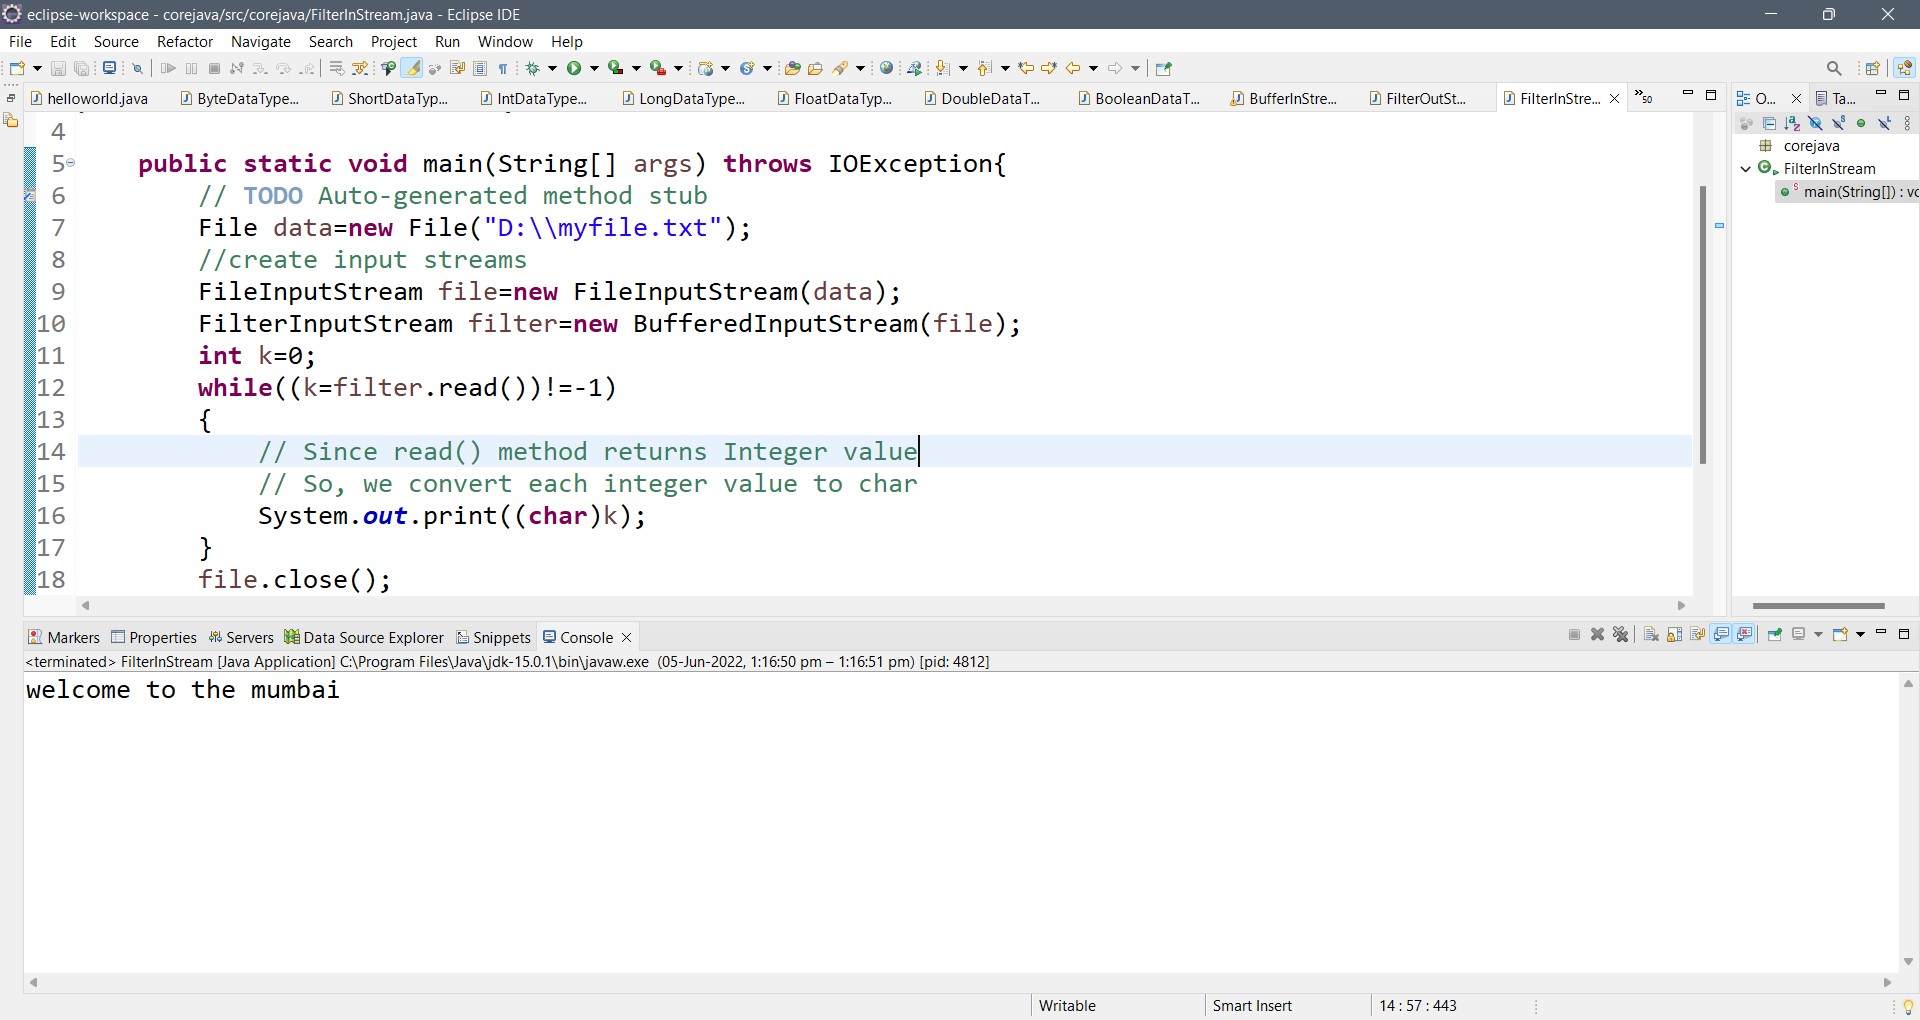 eclipse-workspace - corejava/src/corejava/FilterInStream.java - Eclipse IDE
File Edit Source Refactor Navigate Search Project Run Window Help
helloworld.java ByteDataType... ShortDataTyp... IntDataType... LongDataType... FloatDataTyp... DoubleDataT... BooleanDataT... BufferInStre... FilterOutSt... FilterInStre... »50
O... Ta...
4
5 public static void main(String[] args) throws IOException{
6 // TODO Auto-generated method stub
7 File data=new File("D:\\myfile.txt");
8 //create input streams
9 FileInputStream file=new FileInputStream(data);
10 FilterInputStream filter=new BufferedInputStream(file);
11 int k=0;
12 while((k=filter.read())!=-1)
13 {
14 // Since read() method returns Integer value
15 // So, we convert each integer value to char
16 System.out.print((char)k);
17 }
18 file.close();
corejava
FilterInStream
main(String[]) : vo
Markers Properties Servers Data Source Explorer Snippets Console
<terminated> FilterInStream [Java Application] C:\Program Files\Java\jdk-15.0.1\bin\javaw.exe (05-Jun-2022, 1:16:50 pm – 1:16:51 pm) [pid: 4812]
welcome to the mumbai
Writable Smart Insert 14 : 57 : 443